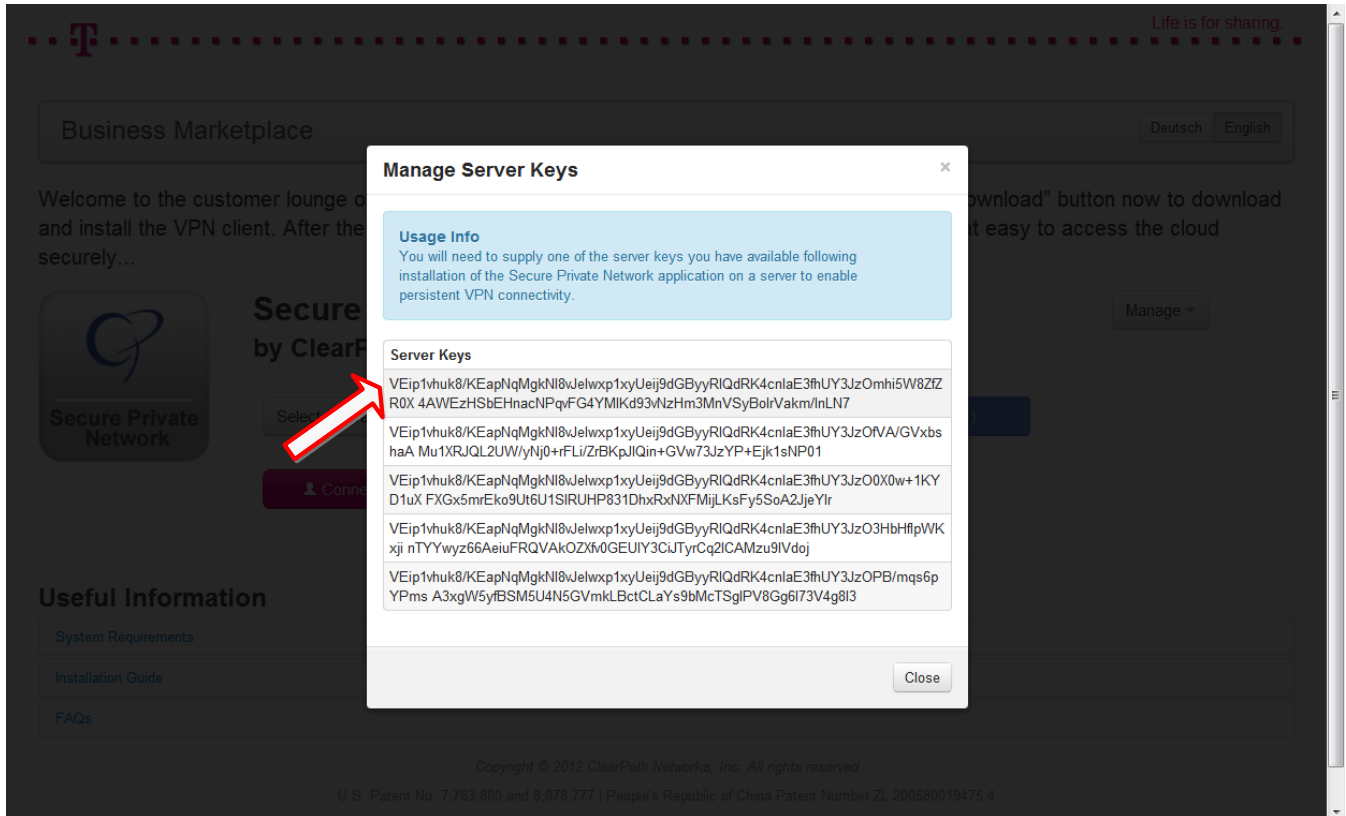 Life is for sharing.
T
Business Marketplace
Deutsch English
Manage Server Keys
×
Welcome to the customer lounge o
ownload" button now to download
and install the VPN client. After the
t easy to access the cloud
securely...
Usage Info
You will need to supply one of the server keys you have available following
installation of the Secure Private Network application on a server to enable
persistent VPN connectivity.
Secure
by ClearP
Manage
Secure Private
Network
Selec
Conne
Server Keys
VEip1vhuk8/KEapNqMgkNl8vJelwxp1xyUeij9dGByyRlQdRK4cnlaE3fhUY3JzOmhi5W8ZfZ
R0X 4AWEzHSbEHnacNPqvFG4YMlKd93vNzHm3MnVSyBolrVakm/lnLN7
VEip1vhuk8/KEapNqMgkNl8vJelwxp1xyUeij9dGByyRlQdRK4cnlaE3fhUY3JzOfVA/GVxbs
haA Mu1XRJQL2UW/yNj0+rFLi/ZrBKpJlQin+GVw73JzYP+Ejk1sNP01
VEip1vhuk8/KEapNqMgkNl8vJelwxp1xyUeij9dGByyRlQdRK4cnlaE3fhUY3JzO0X0w+1KY
D1uX FXGx5mrEko9Ut6U1SlRUHP831DhxRxNXFMijLKsFy5SoA2JjeYlr
VEip1vhuk8/KEapNqMgkNl8vJelwxp1xyUeij9dGByyRlQdRK4cnlaE3fhUY3JzO3HbHflpWK
xji nTYYwyz66AeiuFRQVAkOZXfv0GEUlY3CiJTyrCq2lCAMzu9lVdoj
VEip1vhuk8/KEapNqMgkNl8vJelwxp1xyUeij9dGByyRlQdRK4cnlaE3fhUY3JzOPB/mqs6p
YPms A3xgW5yfBSM5U4N5GVmkLBctCLaYs9bMcTSglPV8Gg6l73V4g8l3
Close
Useful Information
System Requirements
Installation Guide
FAQs
Copyright © 2012 ClearPath Networks, Inc. All rights reserved
U.S. Patent No. 7,783,800 and 8,078,777 | People's Republic of China Patent Number ZL 200580019475.4